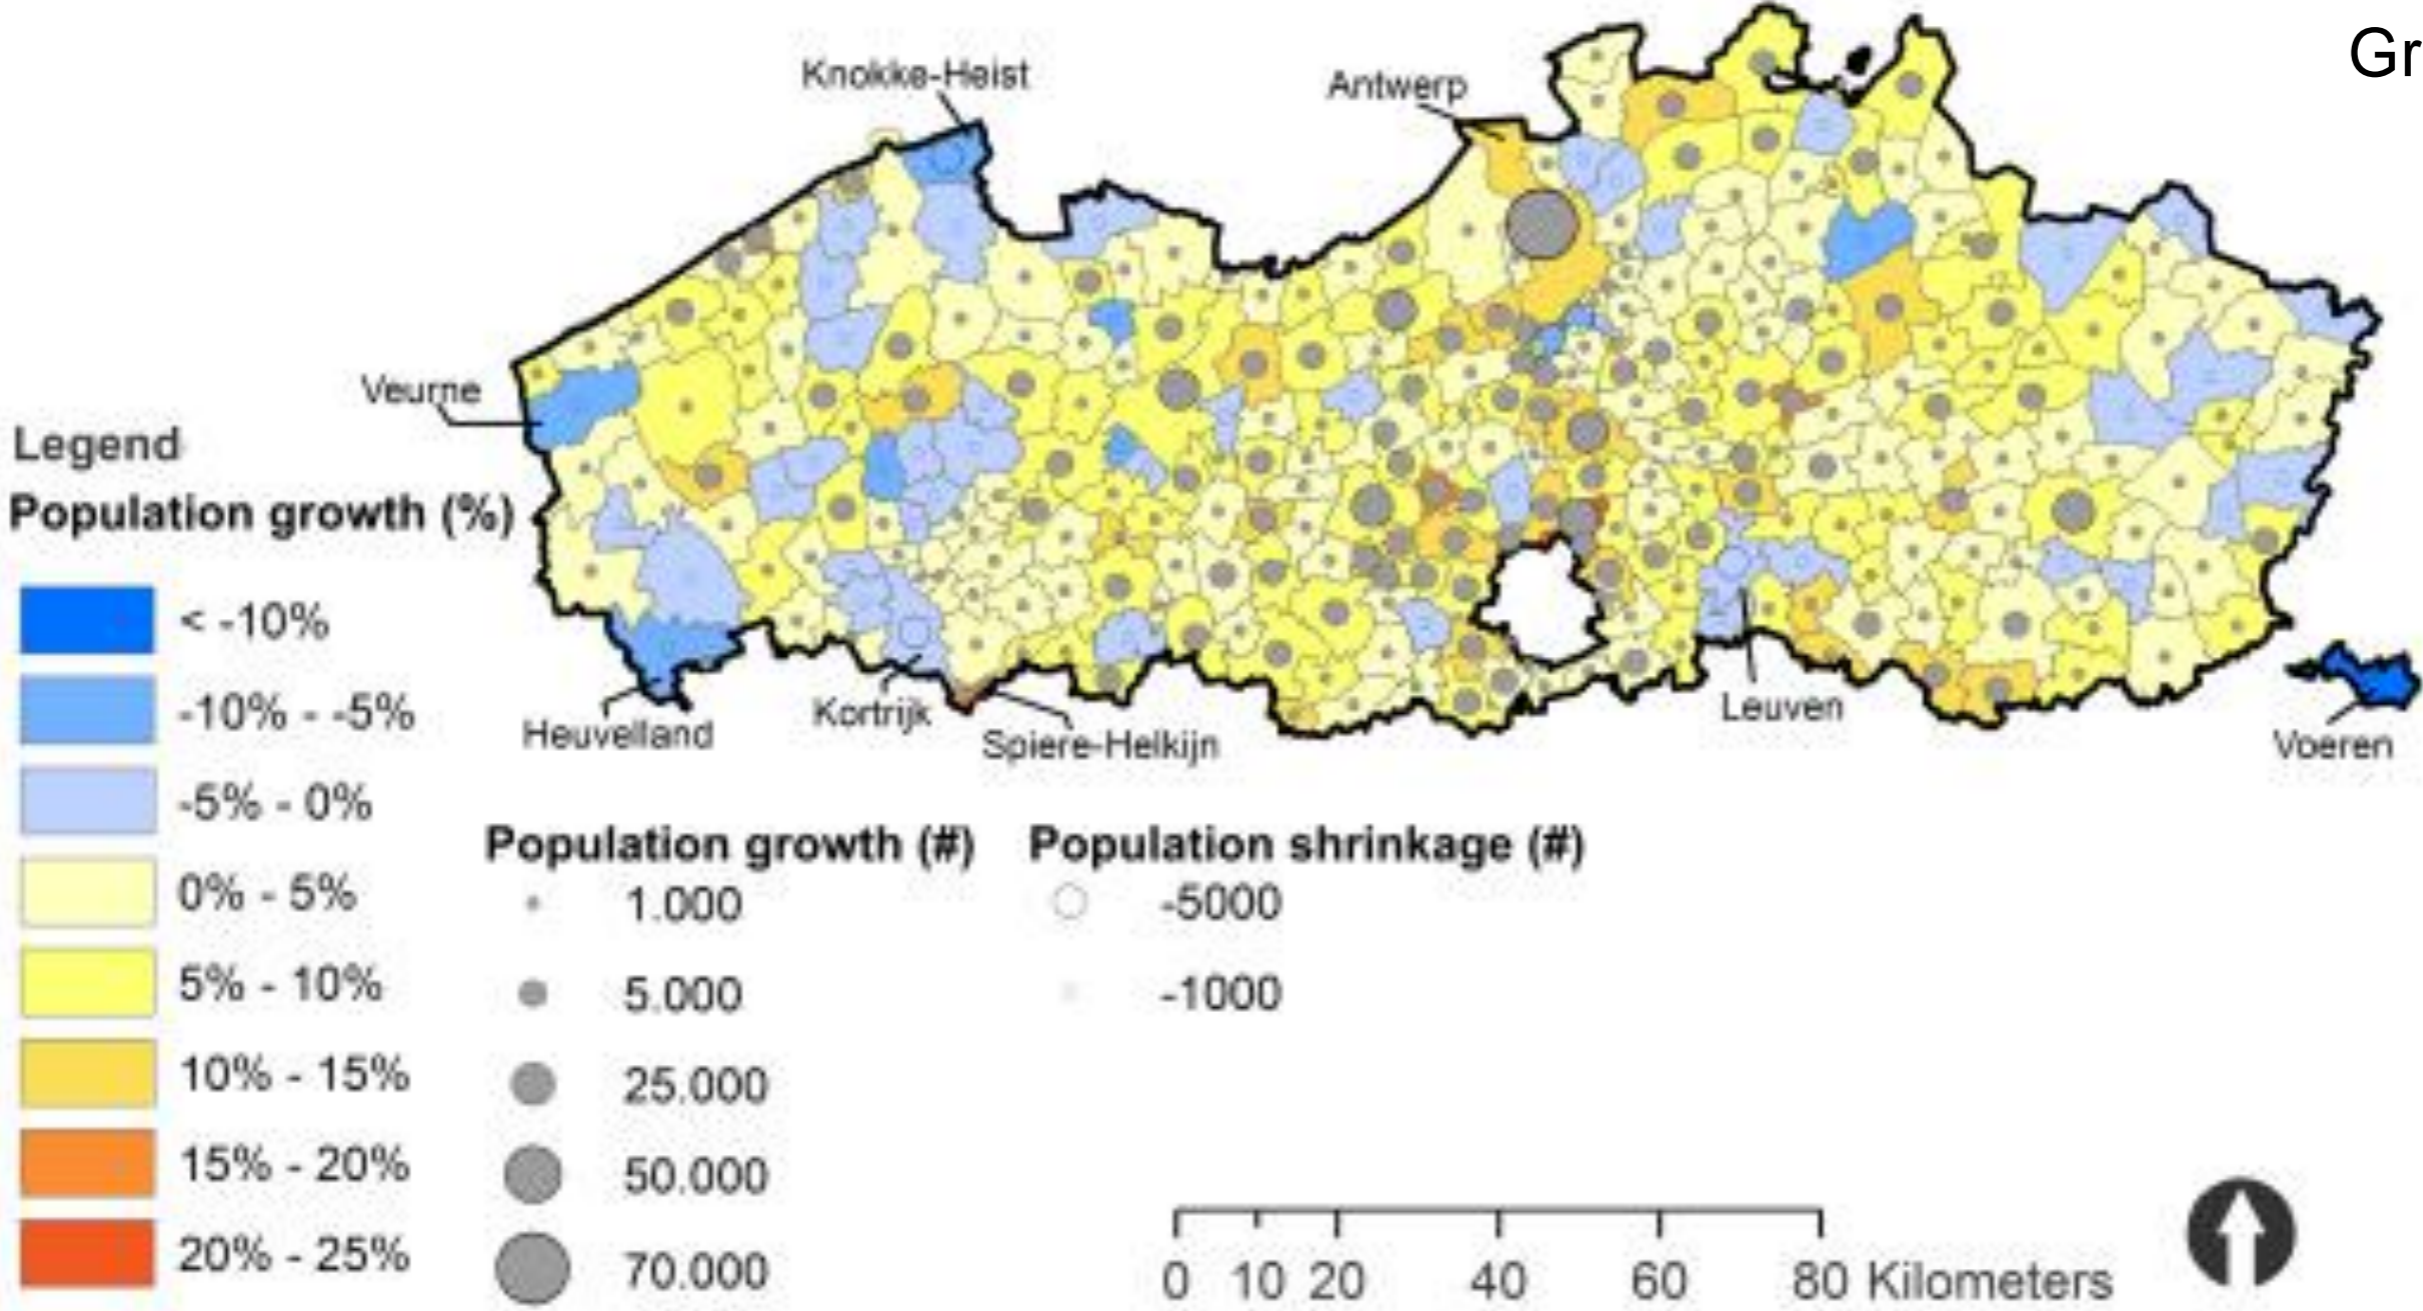 Gr
Knokke-Heist
Antwerp
Veurne
Legend
Population growth (%)
< -10%
-10% - -5%
-5% - 0%
0% - 5%
5% - 10%
10% - 15%
15% - 20%
20% - 25%
Heuvelland
Kortrijk
Spiere-Helkijn
Leuven
Voeren
Population growth (#)
1.000
5.000
25.000
50.000
70.000
Population shrinkage (#)
-5000
-1000
0 10 20 40 60 80 Kilometers